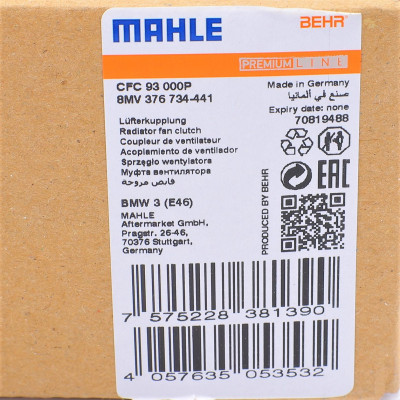 MAHLE
BEHR
PREMIUM LINE
CFC 93 000P
8MV 376 734-441
Made in Germany
صنع في ألمانيا
Expiry date: none
70819488
Lüfterkupplung
Radiator fan clutch
Coupleur de ventilateur
Acoplamiento de ventilador
Sprzęgło wentylatora
Муфта вентилятора
قابض مروحة
BMW 3 (E46)
MAHLE
Aftermarket GmbH,
Pragstr. 26-46,
70376 Stuttgart,
Germany
PRODUCED BY BEHR
EAC
7 575228 381390
4 057635 053532